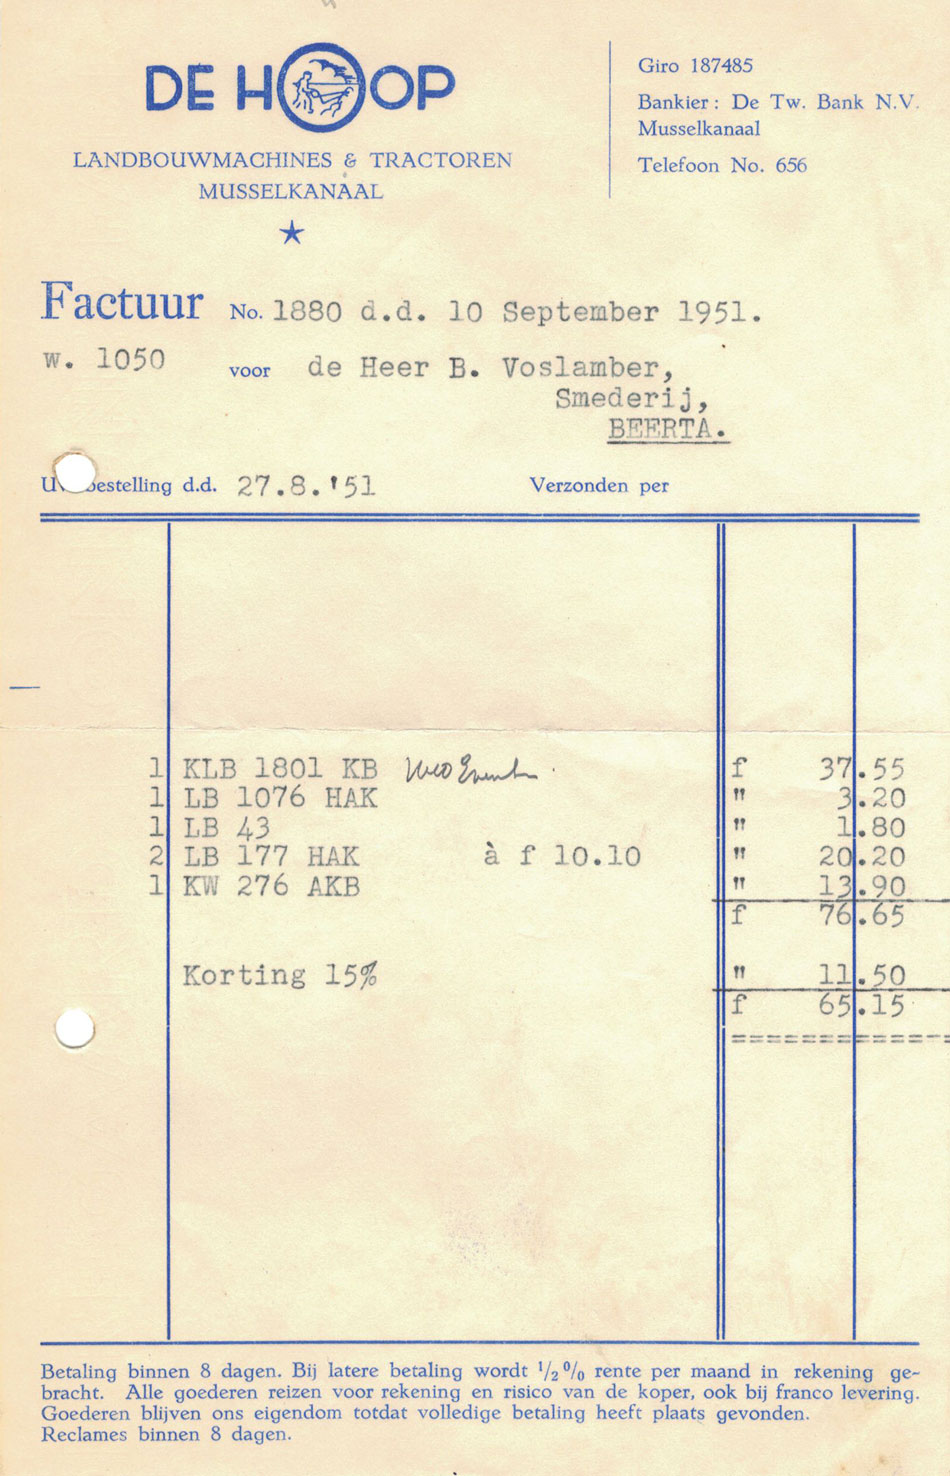 DE HOOP
LANDBOUWMACHINES & TRACTOREN
MUSSELKANAAL
Giro 187485
Bankier: De Tw. Bank N.V.
Musselkanaal
Telefoon No. 656
Factuur No. 1880 d.d. 10 September 1951.
w. 1050 voor de Heer B. Voslamber,
Smederij,
BEERTA.
bestelling d.d. 27.8.'51 Verzonden per
1 KLB 1801 KB f 37.55
1 LB 1076 HAK " 3.20
1 LB 43 " 1.80
2 LB 177 HAK à f 10.10 " 20.20
1 KW 276 AKB " 13.90
f 76.65
Korting 15% " 11.50
f 65.15
==============
Betaling binnen 8 dagen. Bij latere betaling wordt ½% rente per maand in rekening ge-
bracht. Alle goederen reizen voor rekening en risico van de koper, ook bij franco levering.
Goederen blijven ons eigendom totdat volledige betaling heeft plaats gevonden.
Reclames binnen 8 dagen.